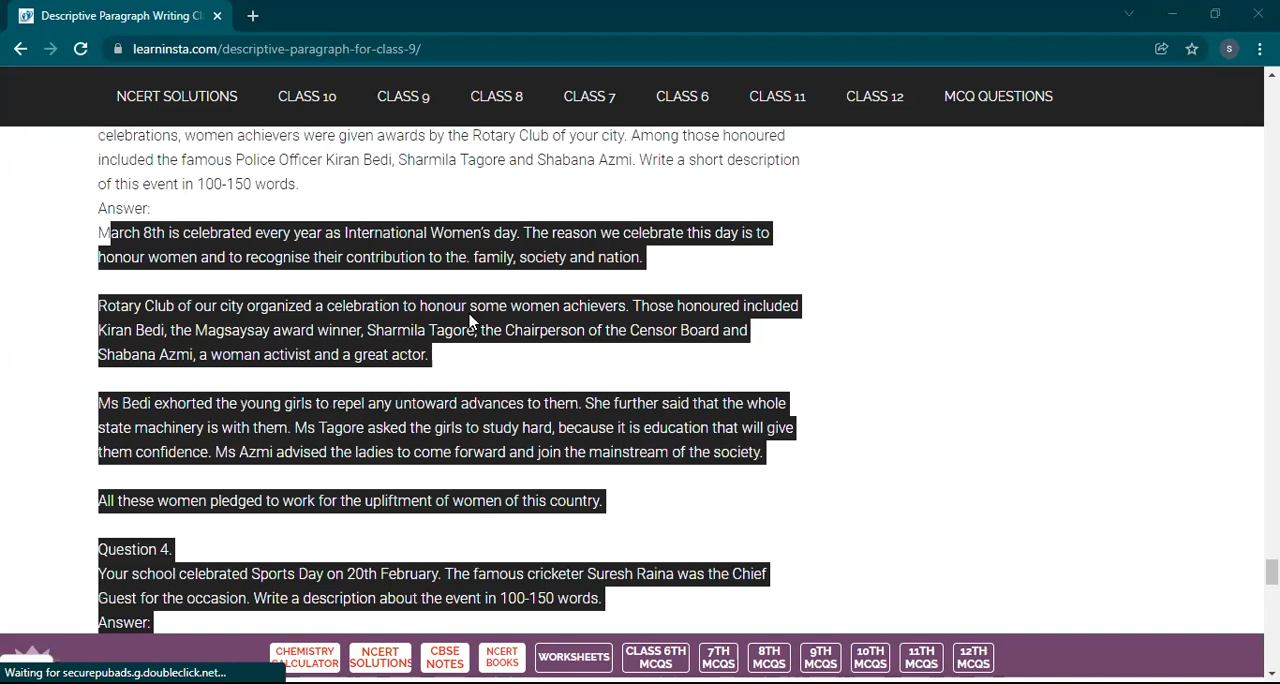 Descriptive Paragraph Writing Cl
learninsta.com/descriptive-paragraph-for-class-9/
S
NCERT SOLUTIONS CLASS 10 CLASS 9 CLASS 8 CLASS 7 CLASS 6 CLASS 11 CLASS 12 MCQ QUESTIONS
celebrations, women achievers were given awards by the Rotary Club of your city. Among those honoured
included the famous Police Officer Kiran Bedi, Sharmila Tagore and Shabana Azmi. Write a short description
of this event in 100-150 words.
Answer:
March 8th is celebrated every year as International Women's day. The reason we celebrate this day is to
honour women and to recognise their contribution to the. family, society and nation.
Rotary Club of our city organized a celebration to honour some women achievers. Those honoured included
Kiran Bedi, the Magsaysay award winner, Sharmila Tagore, the Chairperson of the Censor Board and
Shabana Azmi, a woman activist and a great actor.
Ms Bedi exhorted the young girls to repel any untoward advances to them. She further said that the whole
state machinery is with them. Ms Tagore asked the girls to study hard, because it is education that will give
them confidence. Ms Azmi advised the ladies to come forward and join the mainstream of the society.
All these women pledged to work for the upliftment of women of this country.
Question 4.
Your school celebrated Sports Day on 20th February. The famous cricketer Suresh Raina was the Chief
Guest for the occasion. Write a description about the event in 100-150 words.
Answer:
CHEMISTRY CALCULATOR NCERT SOLUTIONS CBSE NOTES NCERT BOOKS WORKSHEETS CLASS 6TH MCQS 7TH MCQS 8TH MCQS 9TH MCQS 10TH MCQS 11TH MCQS 12TH MCQS
Waiting for securepubads.g.doubleclick.net...